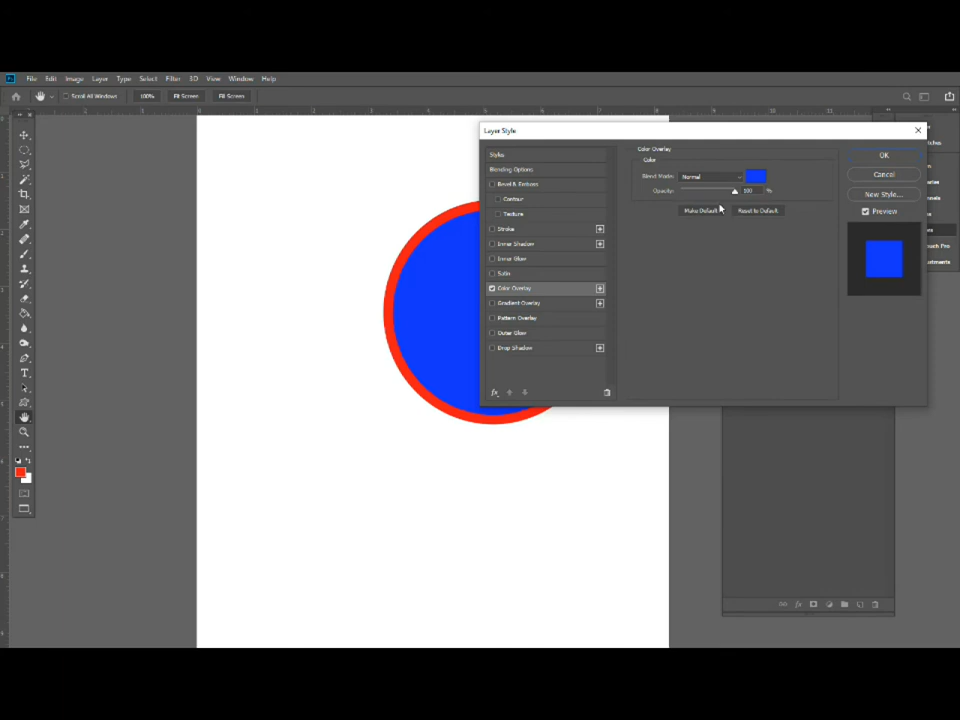 Ps File Edit Image Layer Type Select Filter 3D View Window Help
Scroll All Windows 100% Fit Screen Fill Screen
Layer Style
Styles
Blending Options
Bevel & Emboss
Contour
Texture
Stroke
Inner Shadow
Inner Glow
Satin
Color Overlay
Gradient Overlay
Pattern Overlay
Outer Glow
Drop Shadow
fx
Color Overlay
Color
Blend Mode: Normal
Opacity: 100 %
Make Default Reset to Default
OK
Cancel
New Style...
Preview
fx